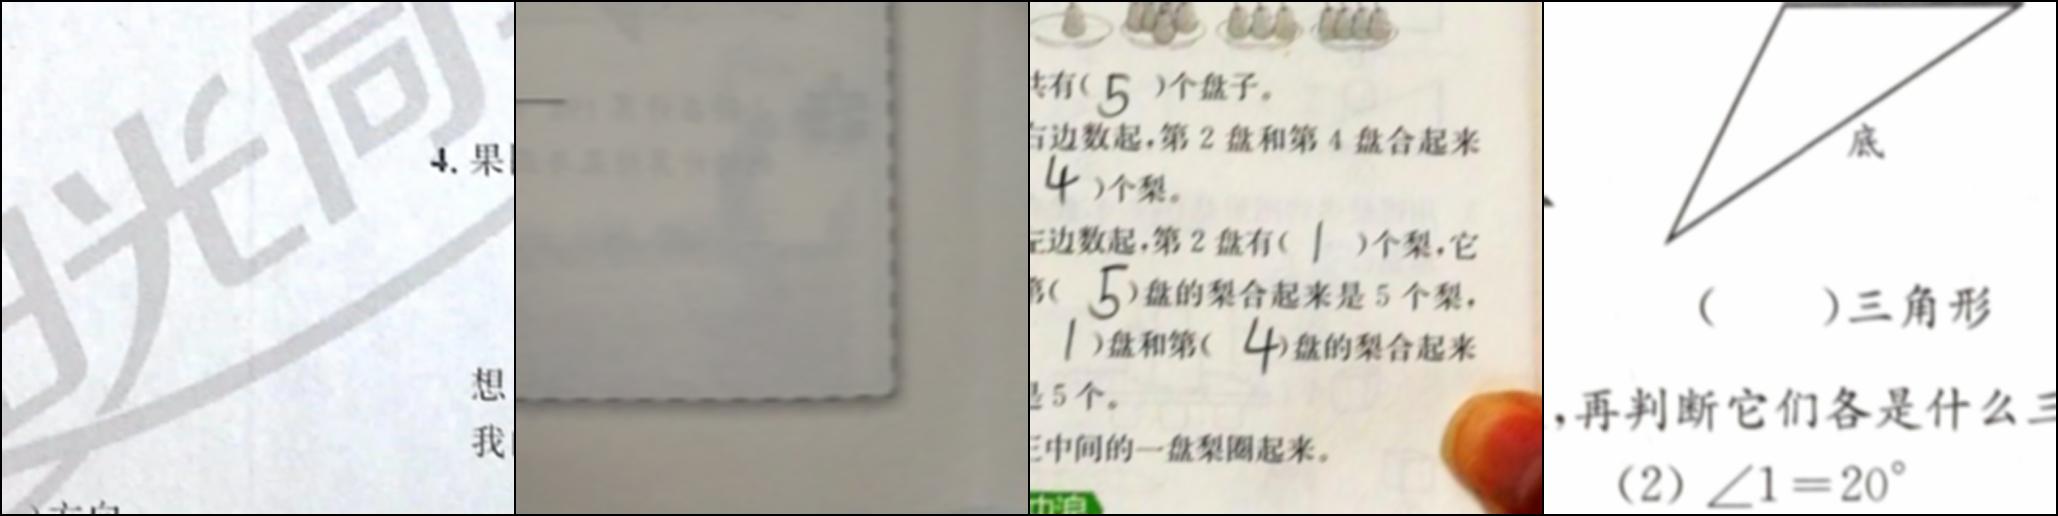 光同
4. 果
想
我
方向
共有( 5 )个盘子。
右边数起,第 2 盘和第 4 盘合起来
4 )个梨。
左边数起,第 2 盘有( 1 )个梨,它
第( 5 )盘的梨合起来是 5 个梨,
1 )盘和第( 4 )盘的梨合起来
是 5 个。
中间的一盘梨圈起来。
冲浪
底
( )三角形
,再判断它们各是什么三
(2) ∠1=20°